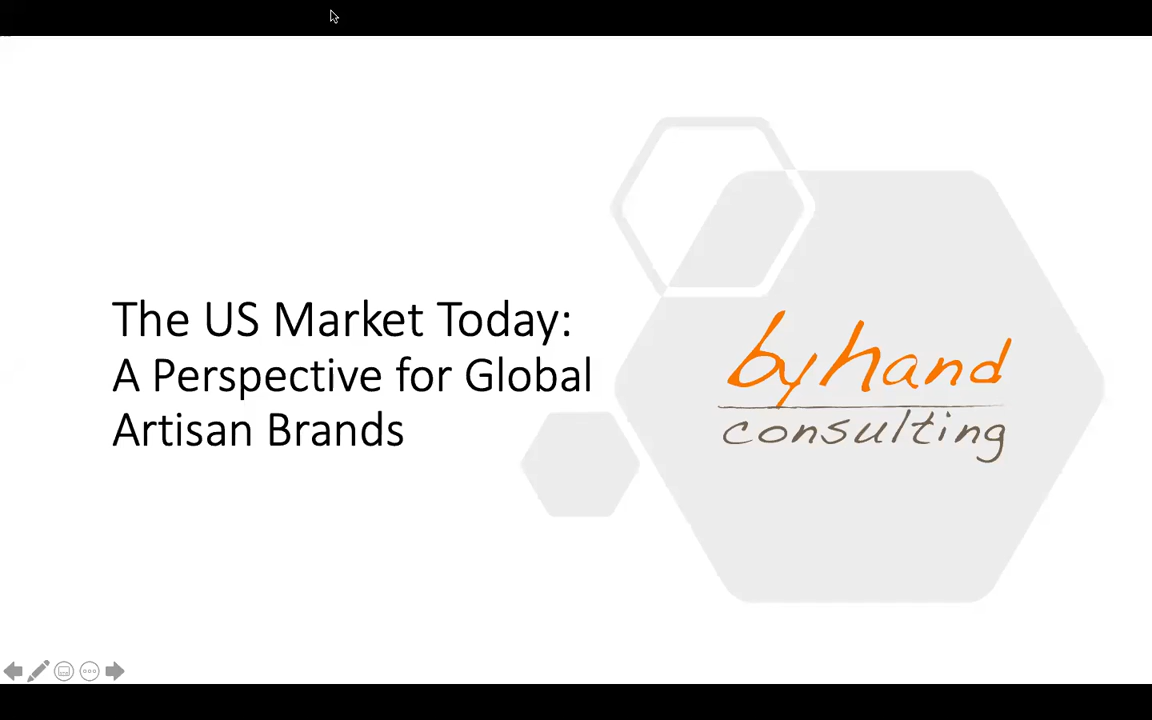 The US Market Today:
A Perspective for Global
Artisan Brands
byhand
consulting